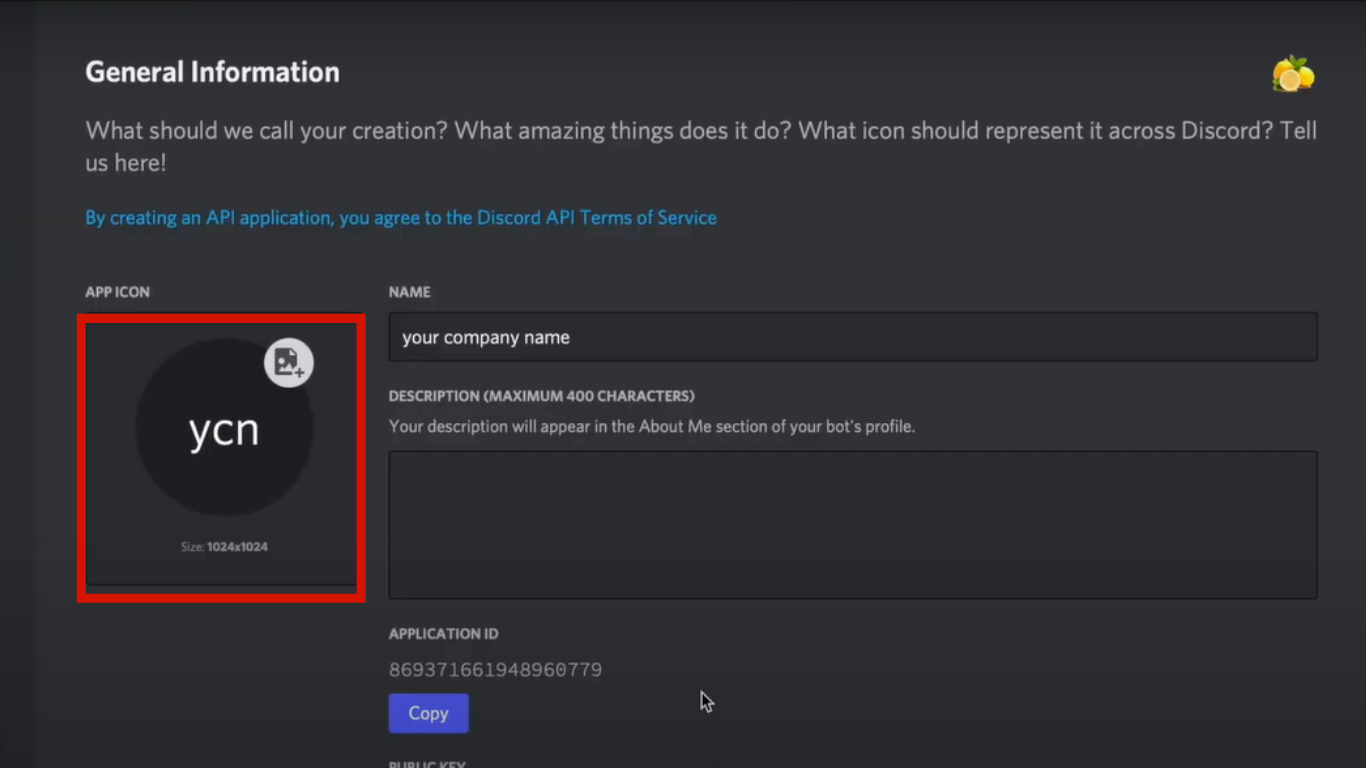 General Information
What should we call your creation? What amazing things does it do? What icon should represent it across Discord? Tell
us here!
By creating an API application, you agree to the Discord API Terms of Service
APP ICON
NAME
your company name
ycn
Size: 1024x1024
DESCRIPTION (MAXIMUM 400 CHARACTERS)
Your description will appear in the About Me section of your bot's profile.
APPLICATION ID
869371661948960779
Copy
PUBLIC KEY